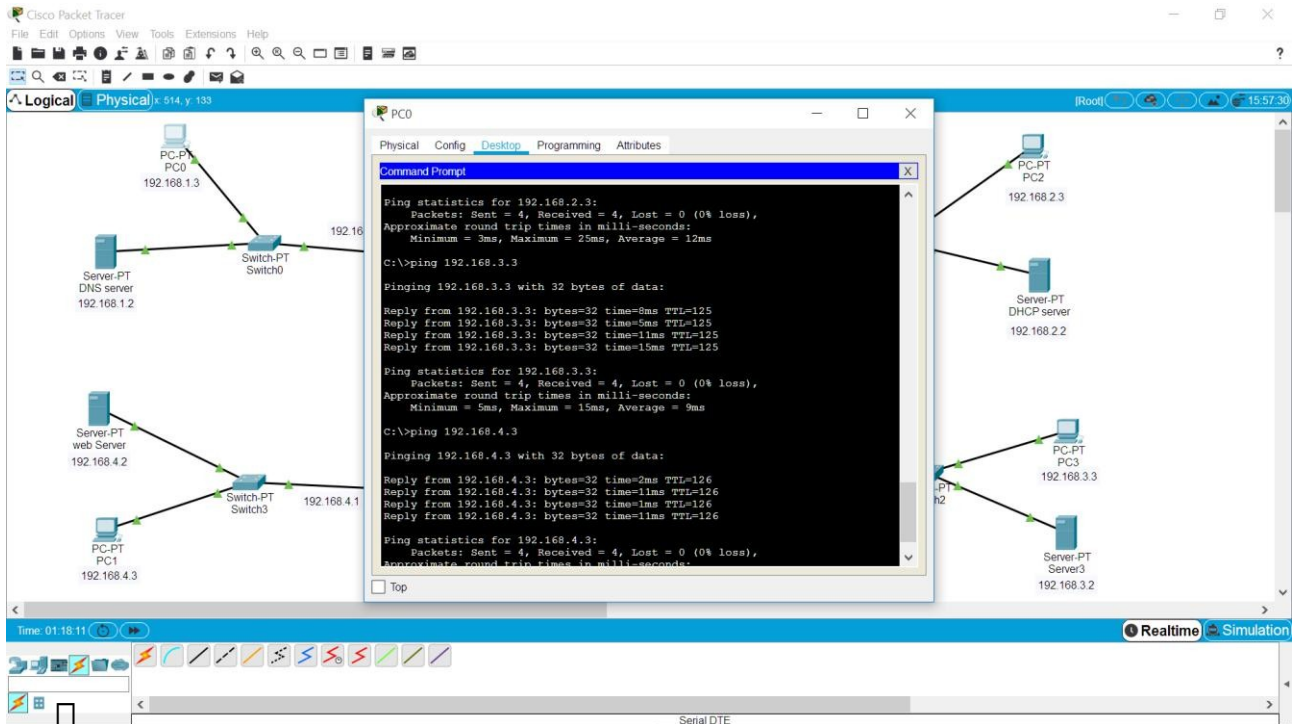 Cisco Packet Tracer
File Edit Options View Tools Extensions Help
?
Logical Physical x: 514, y: 133
[Root] 15:57:30
PC-PT
PC0
192.168.1.3
192.16
Switch-PT
Switch0
Server-PT
DNS server
192.168.1.2
Server-PT
web Server
192.168.4.2
Switch-PT
Switch3
192.168.4.1
PC-PT
PC1
192.168.4.3
PC0
Physical Config Desktop Programming Attributes
Command Prompt X
Ping statistics for 192.168.2.3:
Packets: Sent = 4, Received = 4, Lost = 0 (0% loss),
Approximate round trip times in milli-seconds:
Minimum = 3ms, Maximum = 25ms, Average = 12ms
C:\>ping 192.168.3.3
Pinging 192.168.3.3 with 32 bytes of data:
Reply from 192.168.3.3: bytes=32 time=8ms TTL=125
Reply from 192.168.3.3: bytes=32 time=5ms TTL=125
Reply from 192.168.3.3: bytes=32 time=11ms TTL=125
Reply from 192.168.3.3: bytes=32 time=15ms TTL=125
Ping statistics for 192.168.3.3:
Packets: Sent = 4, Received = 4, Lost = 0 (0% loss),
Approximate round trip times in milli-seconds:
Minimum = 5ms, Maximum = 15ms, Average = 9ms
C:\>ping 192.168.4.3
Pinging 192.168.4.3 with 32 bytes of data:
Reply from 192.168.4.3: bytes=32 time=2ms TTL=126
Reply from 192.168.4.3: bytes=32 time=11ms TTL=126
Reply from 192.168.4.3: bytes=32 time=1ms TTL=126
Reply from 192.168.4.3: bytes=32 time=11ms TTL=126
Ping statistics for 192.168.4.3:
Packets: Sent = 4, Received = 4, Lost = 0 (0% loss),
Approximate round trip times in milli-seconds:
Top
PC-PT
PC2
192.168.2.3
Server-PT
DHCP server
192.168.2.2
PC-PT
PC3
192.168.3.3
-PT
h2
Server-PT
Server3
192.168.3.2
Time: 01:18:11
Realtime Simulation
Serial DTE